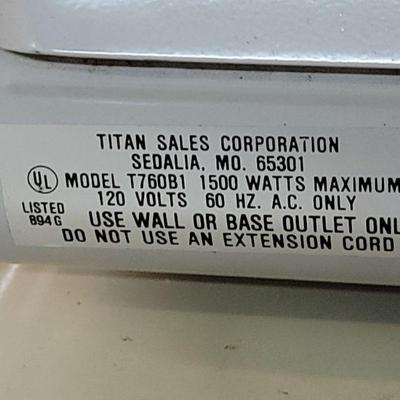 TITAN SALES CORPORATION
SEDALIA, MO. 65301
UL MODEL T760B1 1500 WATTS MAXIMUM
LISTED 120 VOLTS 60 HZ. A.C. ONLY
894G USE WALL OR BASE OUTLET ONL
DO NOT USE AN EXTENSION CORD